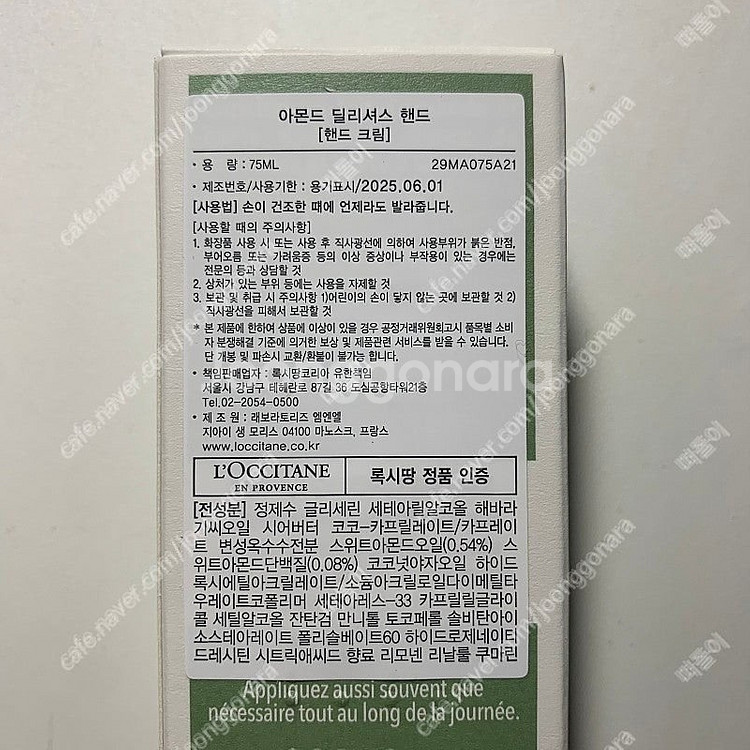 아몬드 딜리셔스 핸드
[핸드 크림]
• 용 량 : 75ML 29MA075A21
• 제조번호/사용기한 : 용기표시/2025.06.01
[사용법] 손이 건조한 때에 언제라도 발라줍니다.
[사용할 때의 주의사항]
1. 화장품 사용 시 또는 사용 후 직사광선에 의하여 사용부위가 붉은 반점,
부어오름 또는 가려움증 등의 이상 증상이나 부작용이 있는 경우에는
전문의 등과 상담할 것
2. 상처가 있는 부위 등에는 사용을 자제할 것
3. 보관 및 취급 시 주의사항 1)어린이의 손이 닿지 않는 곳에 보관할 것 2)
직사광선을 피해서 보관할 것
* 본 제품에 한하여 상품에 이상이 있을 경우 공정거래위원회고시 품목별 소비
자 분쟁해결 기준에 의거한 보상 및 제품관련 서비스를 받을 수 있습니다.
단 개봉 및 파손시 교환/환불이 불가능 합니다.
• 책임판매업자 : 록시땅코리아 유한책임
서울시 강남구 테헤란로 87길 36 도심공항타워21층
Tel.02-2054-0500
• 제 조 원 : 래보라토리즈 엠엔엘
지아이 생 모리스 04100 마노스크, 프랑스
www.loccitane.co.kr
L'OCCITANE
EN PROVENCE
록시땅 정품 인증
[전성분] 정제수 글리세린 세테아릴알코올 해바라
기씨오일 시어버터 코코-카프릴레이트/카프레이
트 변성옥수수전분 스위트아몬드오일(0.54%) 스
위트아몬드단백질(0.08%) 코코넛야자오일 하이드
록시에틸아크릴레이트/소듐아크릴로일다이메틸타
우레이트코폴리머 세테아레스-33 카프릴릴글라이
콜 세틸알코올 잔탄검 만니톨 토코페롤 솔비탄아이
소스테아레이트 폴리솔베이트60 하이드로제네이티
드레시틴 시트릭애씨드 향료 리모넨 리날룰 쿠마린
Appliquez aussi souvent que
nécessaire tout au long de la journée.
joonggonara
cafe.naver.com/joonggonara